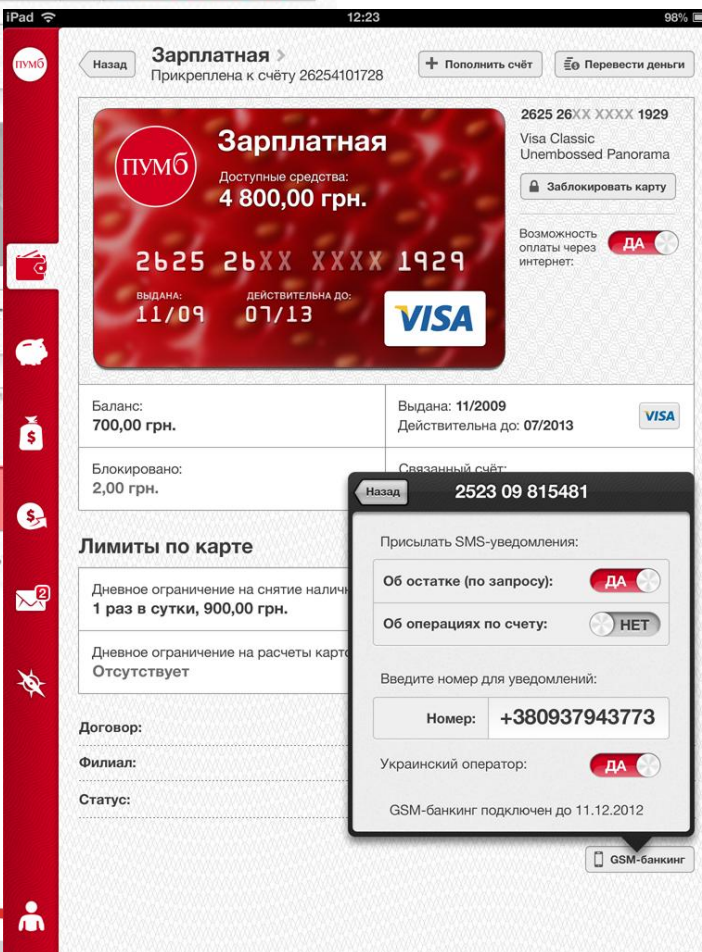 iPad 12:23 98%
пумб
Назад
Зарплатная >
Прикреплена к счёту 26254101728
+ Пополнить счёт
Перевести деньги
пумб
Зарплатная
Доступные средства:
4 800,00 грн.
2625 26XX XXXX 1929
ВЫДАНА: 11/09
ДЕЙСТВИТЕЛЬНА ДО: 07/13
VISA
2625 26XX XXXX 1929
Visa Classic
Unembossed Panorama
Заблокировать карту
Возможность
оплаты через
интернет:
ДА
Баланс:
700,00 грн.
Выдана: 11/2009
Действительна до: 07/2013
VISA
Блокировано:
2,00 грн.
Связанный счёт:
Лимиты по карте
Дневное ограничение на снятие
1 раз в сутки, 900,00 грн.
Дневное ограничение на расчеты
Отсутствует
Договор:
Филиал:
Статус:
2
Назад
2523 09 815481
Присылать SMS-уведомления:
Об остатке (по запросу): ДА
Об операциях по счету: НЕТ
Введите номер для уведомлений:
Номер: +380937943773
Украинский оператор: ДА
GSM-банкинг подключен до 11.12.2012
GSM-банкинг